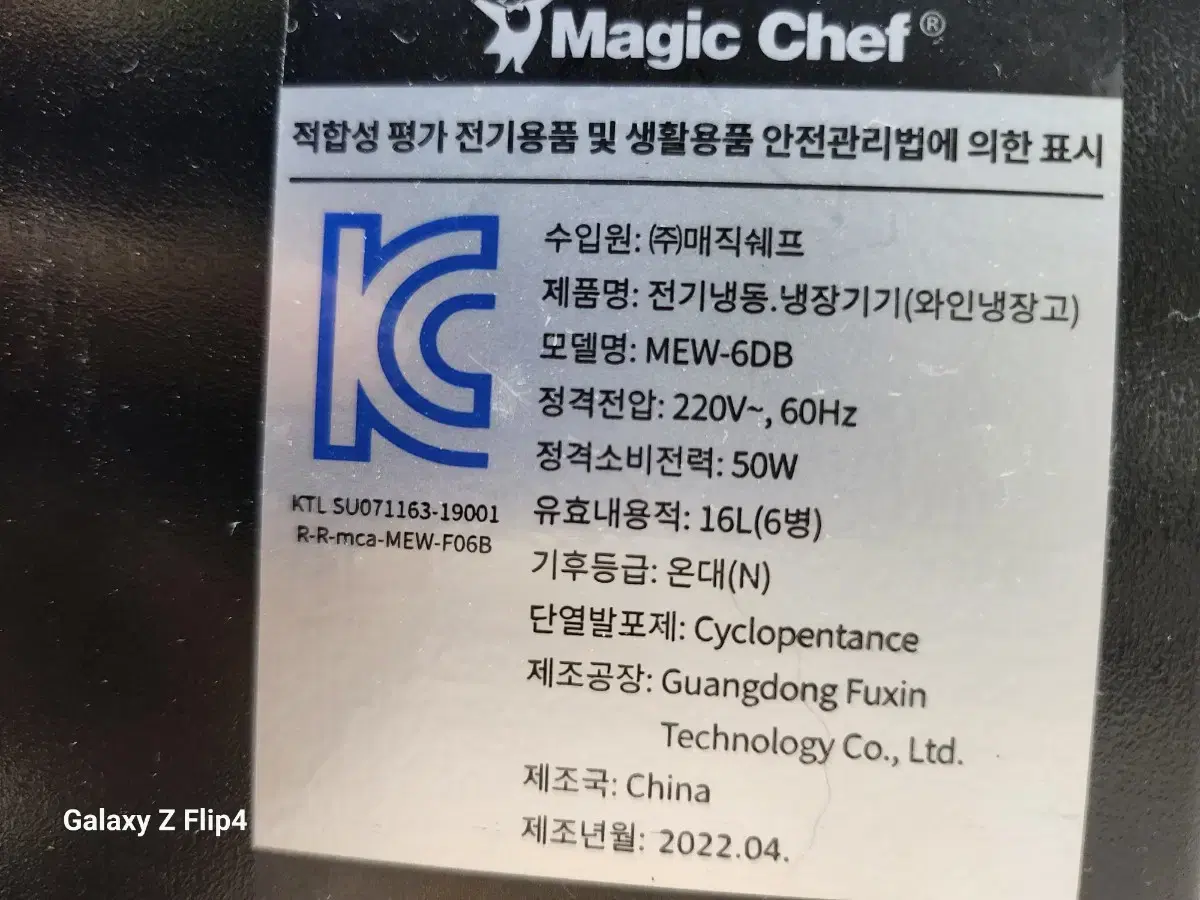 Magic Chef®
적합성 평가 전기용품 및 생활용품 안전관리법에 의한 표시
수입원: ㈜매직쉐프
제품명: 전기냉동.냉장기기(와인냉장고)
모델명: MEW-6DB
정격전압: 220V~, 60Hz
정격소비전력: 50W
유효내용적: 16L(6병)
기후등급: 온대(N)
단열발포제: Cyclopentance
제조공장: Guangdong Fuxin
Technology Co., Ltd.
제조국: China
제조년월: 2022.04.
KC
KTL SU071163-19001
R-R-mca-MEW-F06B
Galaxy Z Flip4